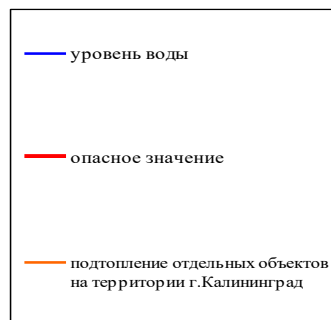 уровень воды
опасное значение
подтопление отдельных объектов
на территории г.Калининград